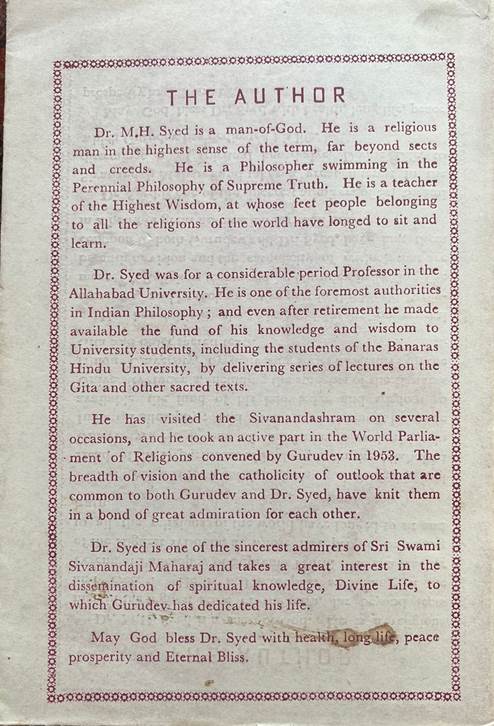 THE AUTHOR
Dr. M.H. Syed is a man-of-God. He is a religious
man in the highest sense of the term, far beyond sects
and creeds. He is a Philosopher swimming in the
Perennial Philosophy of Supreme Truth. He is a teacher
of the Highest Wisdom, at whose feet people belonging
to all the religions of the world have longed to sit and
learn.
Dr. Syed was for a considerable period Professor in the
Allahabad University. He is one of the foremost authorities
in Indian Philosophy ; and even after retirement he made
available the fund of his knowledge and wisdom to
University students, including the students of the Banaras
Hindu University, by delivering series of lectures on the
Gita and other sacred texts.
He has visited the Sivanandashram on several
occasions, and he took an active part in the World Parlia-
ment of Religions convened by Gurudev in 1953. The
breadth of vision and the catholicity of outlook that are
common to both Gurudev and Dr. Syed, have knit them
in a bond of great admiration for each other.
Dr. Syed is one of the sincerest admirers of Sri Swami
Sivanandaji Maharaj and takes a great interest in the
dissemination of spiritual knowledge, Divine Life, to
which Gurudev has dedicated his life.
May God bless Dr. Syed with health, long life, peace
prosperity and Eternal Bliss.